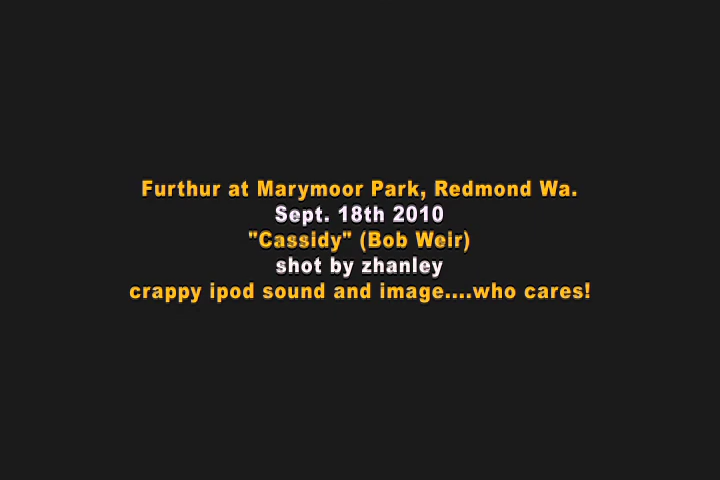 Furthur at Marymoor Park, Redmond Wa.
Sept. 18th 2010
"Cassidy" (Bob Weir)
shot by zhanley
crappy ipod sound and image....who cares!